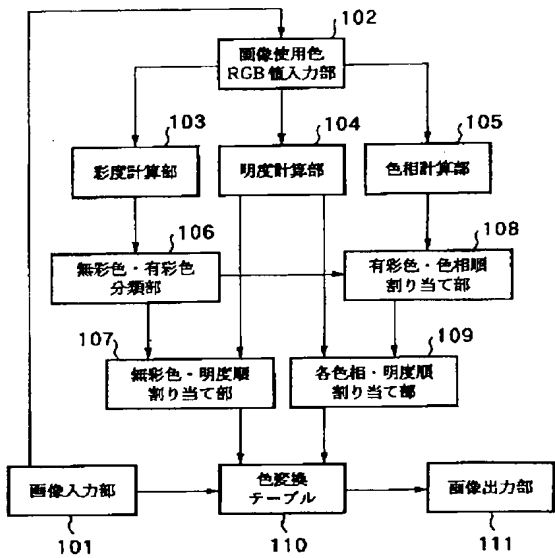 102
画像使用色
RGB値入力部
103
彩度計算部
104
明度計算部
105
色相計算部
106
無彩色・有彩色
分類部
108
有彩色・色相順
割り当て部
107
無彩色・明度順
割り当て部
109
各色相・明度順
割り当て部
画像入力部
101
色変換
テーブル
110
画像出力部
111